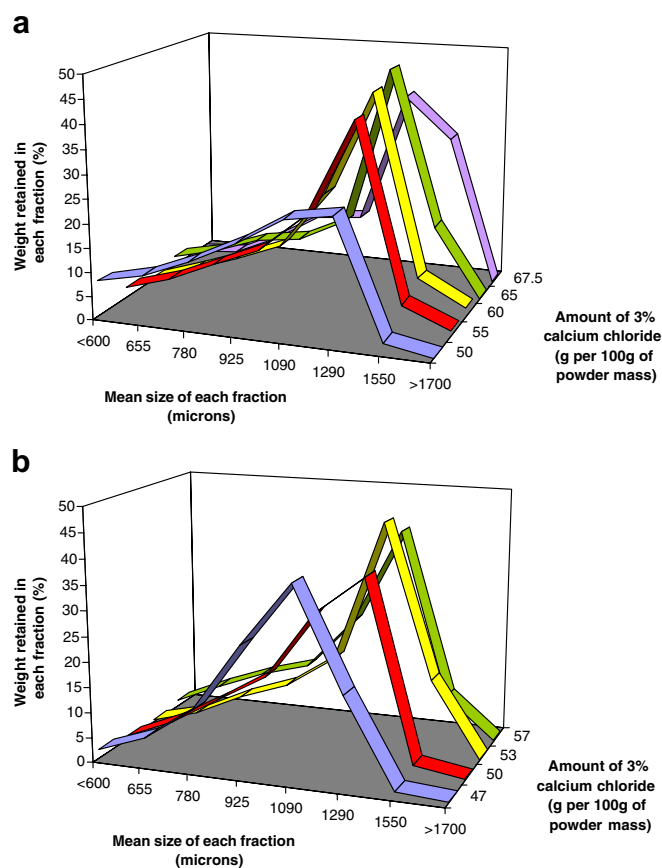 a
50
45
40
35
30
25
20
15
10
5
0
Weight retained in
each fraction (%)
<600
655
780
925
1090
1290
1550
>1700
Mean size of each fraction
(microns)
67.5
65
60
55
50
Amount of 3%
calcium chloride
(g per 100g of
powder mass)
b
50
45
40
35
30
25
20
15
10
5
0
Weight retained in
each fraction (%)
<600
655
780
925
1090
1290
1550
>1700
Mean size of each fraction
(microns)
57
53
50
47
Amount of 3%
calcium chloride
(g per 100g of
powder mass)